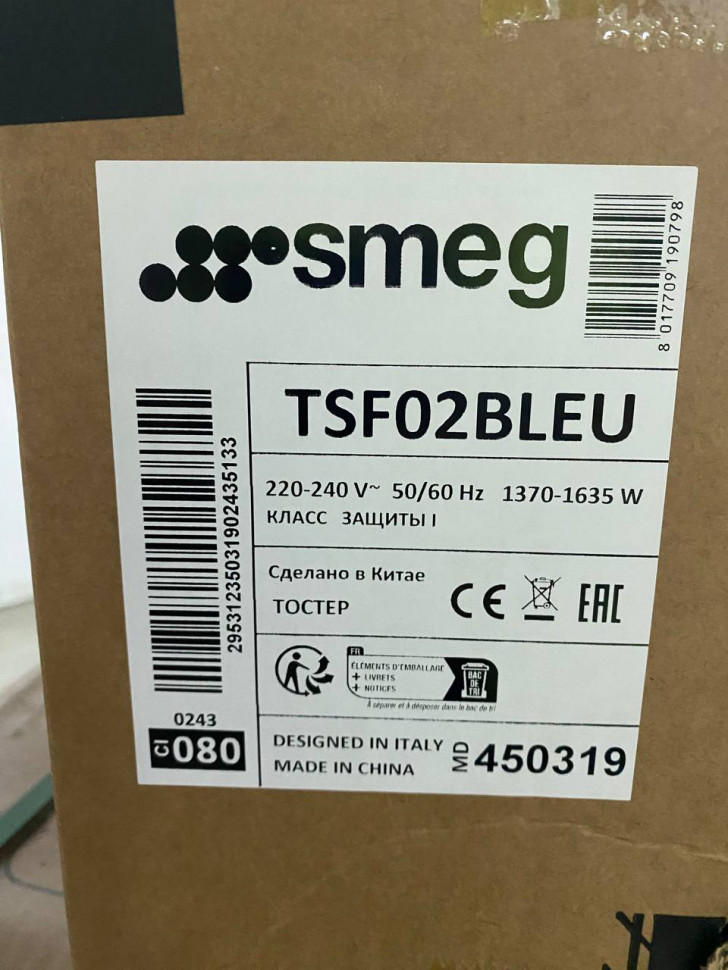 smeg
8 017709 190798
TSF02BLEU
220-240 V~ 50/60 Hz 1370-1635 W
КЛАСС ЗАЩИТЫ I
29531235031902435133
Сделано в Китае
ТОСТЕР
CE
EAC
FR
ÉLÉMENTS D'EMBALLAGE
+ LIVRETS
+ NOTICES
BAC
DE
TRI
À séparer et à déposer dans le bac de tri
0243
CI 080
DESIGNED IN ITALY
MADE IN CHINA
MD 450319